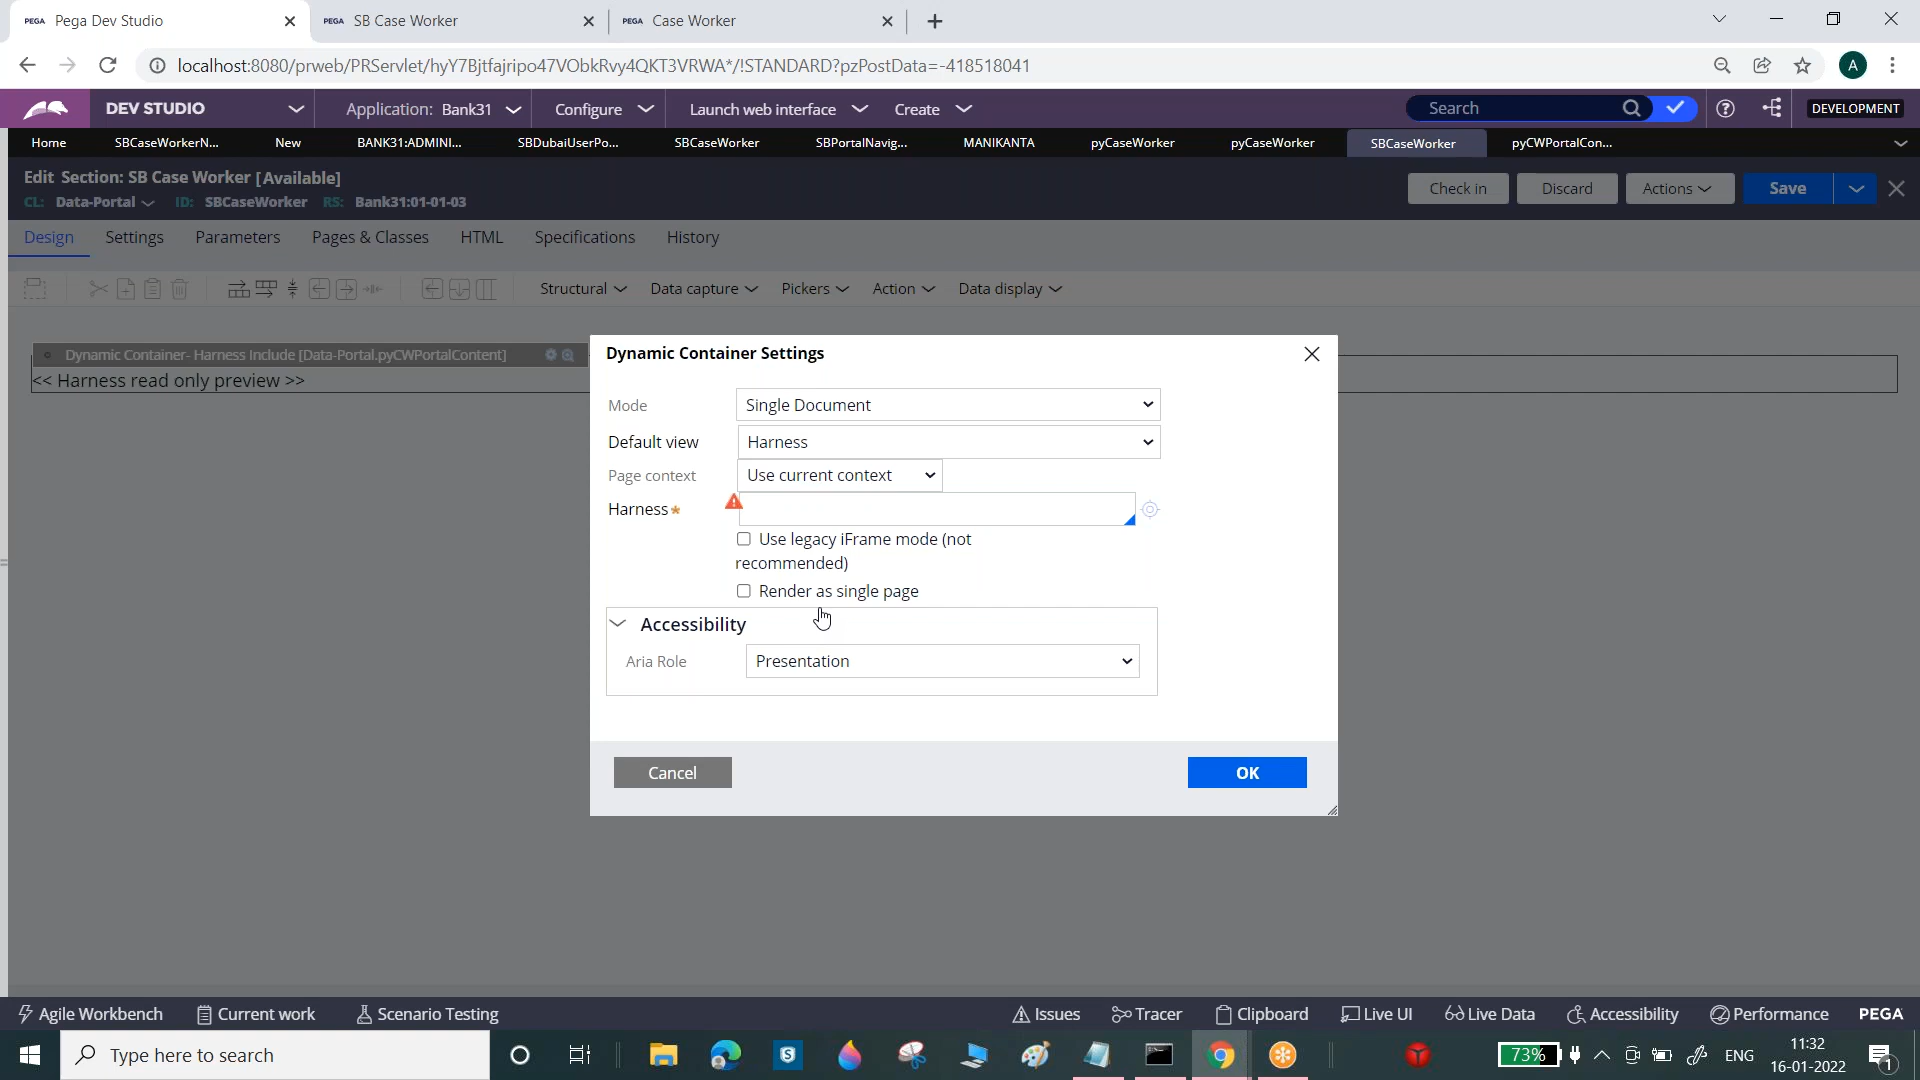 PEGA Pega Dev Studio
PEGA SB Case Worker
PEGA Case Worker
localhost:8080/prweb/PRServlet/hyY7Bjtfajripo47VObkRvy4QKT3VRWA*/!STANDARD?pzPostData=-418518041
A
DEV STUDIO
Application: Bank31
Configure
Launch web interface
Create
Search
DEVELOPMENT
Home
SBCaseWorkerN...
New
BANK31:ADMINI...
SBDubaiUserPo...
SBCaseWorker
SBPortalNavig...
MANIKANTA
pyCaseWorker
pyCaseWorker
SBCaseWorker
pyCWPortalCon...
Edit Section: SB Case Worker [Available]
CL: Data-Portal ID: SBCaseWorker RS: Bank31:01-01-03
Check in
Discard
Actions
Save
Design
Settings
Parameters
Pages & Classes
HTML
Specifications
History
Structural
Data capture
Pickers
Action
Data display
Dynamic Container- Harness Include [Data-Portal.pyCWPortalContent]
<< Harness read only preview >>
Dynamic Container Settings
Mode
Single Document
Default view
Harness
Page context
Use current context
Harness*
Use legacy iFrame mode (not
recommended)
Render as single page
Accessibility
Aria Role
Presentation
Cancel
OK
Agile Workbench
Current work
Scenario Testing
Issues
Tracer
Clipboard
Live UI
Live Data
Accessibility
Performance
PEGA
Type here to search
73%
ENG
11:32
16-01-2022
1